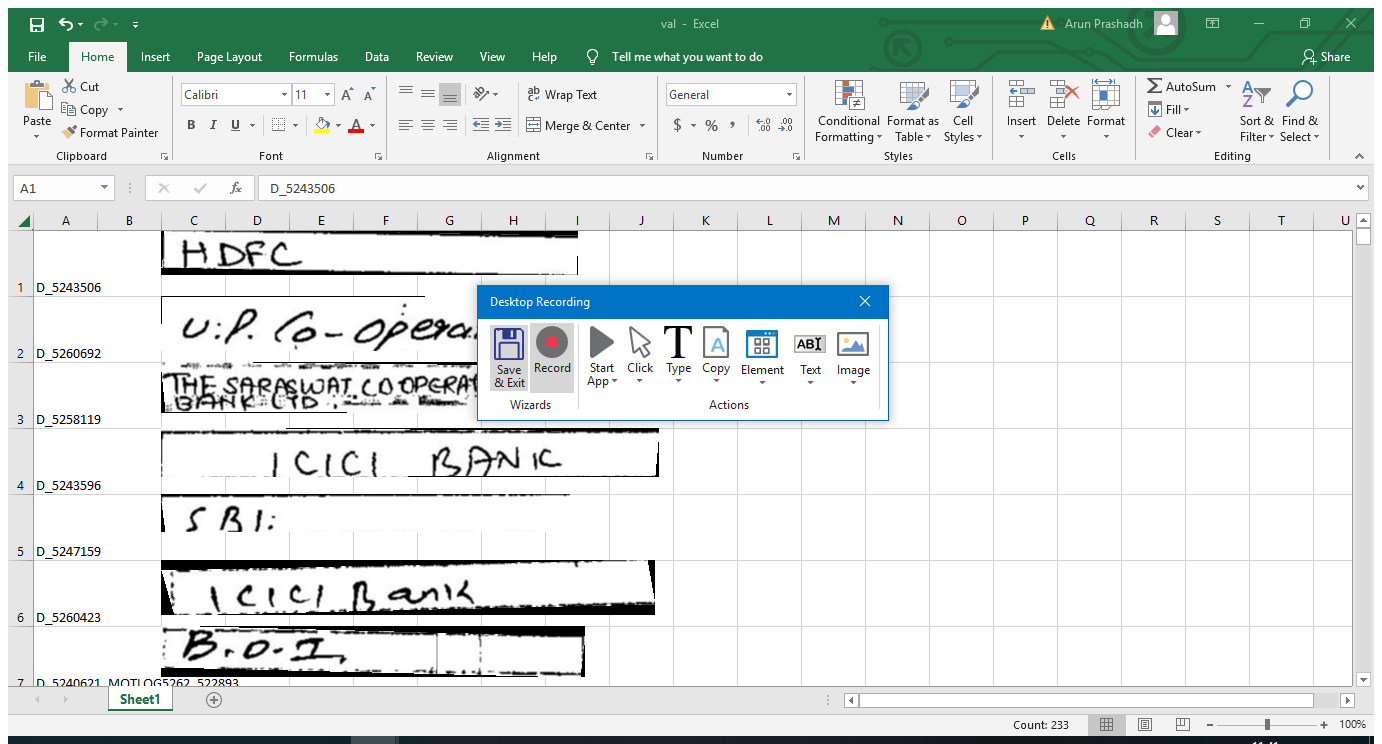 val - Excel
Arun Prashadh
File Home Insert Page Layout Formulas Data Review View Help Tell me what you want to do Share
Paste
Cut
Copy
Format Painter
Clipboard
Calibri 11
B I U
Font
Wrap Text
Merge & Center
Alignment
General
$ % ,
Number
Conditional Formatting
Format as Table
Cell Styles
Styles
Insert Delete Format
Cells
AutoSum
Fill
Clear
Sort & Filter
Find & Select
Editing
A1 fx D_5243506
A B C D E F G H I J K L M N O P Q R S T U
HDFC
1 D_5243506
U.P. Co-opera
2 D_5260692
THE SARASWAT CO OPERAT
BANK LTD.
3 D_5258119
ICICI BANK
4 D_5243596
SBI:
5 D_5247159
ICICI Bank
6 D_5260423
B.O.I.
7 D_5240621_MOTLOG5262_522893
Desktop Recording
Save & Exit
Record
Wizards
Start App
Click
Type
Copy
Element
Text
Image
Actions
Sheet1
Count: 233
100%